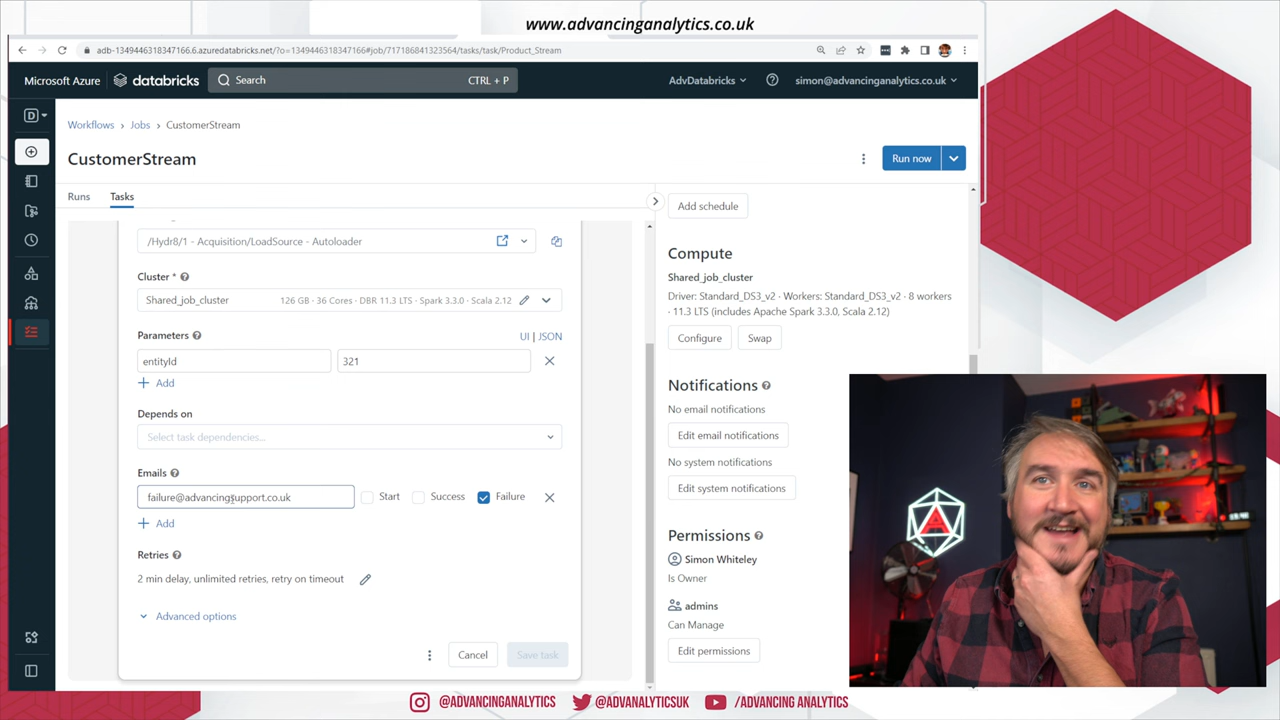 www.advancinganalytics.co.uk
adb-1349446318347166.6.azuredatabricks.net/?o=1349446318347166#job/717186841323564/tasks/task/Product_Stream
Microsoft Azure databricks Search CTRL + P AdvDatabricks simon@advancinganalytics.co.uk
D
Workflows Jobs CustomerStream
CustomerStream
Run now
Runs Tasks
/Hydr8/1 - Acquisition/LoadSource - Autoloader
Cluster *
Shared_job_cluster 126 GB · 36 Cores · DBR 11.3 LTS · Spark 3.3.0 · Scala 2.12
Parameters UI | JSON
entityId 321
Add
Depends on
Select task dependencies...
Emails
failure@advancingsupport.co.uk Start Success Failure
Add
Retries
2 min delay, unlimited retries, retry on timeout
Advanced options
Cancel Save task
Add schedule
Compute
Shared_job_cluster
Driver: Standard_DS3_v2 · Workers: Standard_DS3_v2 · 8 workers
· 11.3 LTS (includes Apache Spark 3.3.0, Scala 2.12)
Configure Swap
Notifications
No email notifications
Edit email notifications
No system notifications
Edit system notifications
Permissions
Simon Whiteley
Is Owner
admins
Can Manage
Edit permissions
A
@ADVANCINGANALYTICS @ADVANALYTICSUK /ADVANCING ANALYTICS